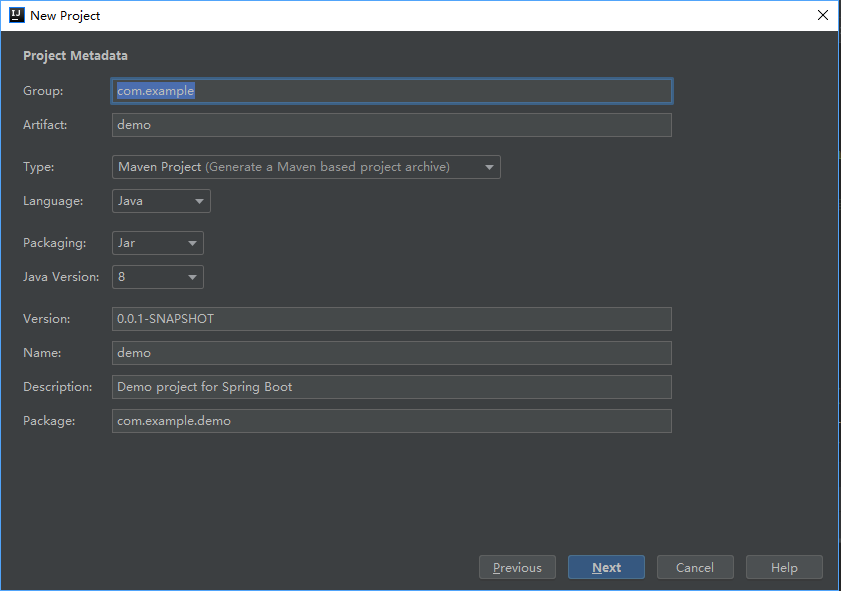 IJ New Project
Project Metadata
Group: com.example
Artifact: demo
Type: Maven Project (Generate a Maven based project archive)
Language: Java
Packaging: Jar
Java Version: 8
Version: 0.0.1-SNAPSHOT
Name: demo
Description: Demo project for Spring Boot
Package: com.example.demo
Previous Next Cancel Help